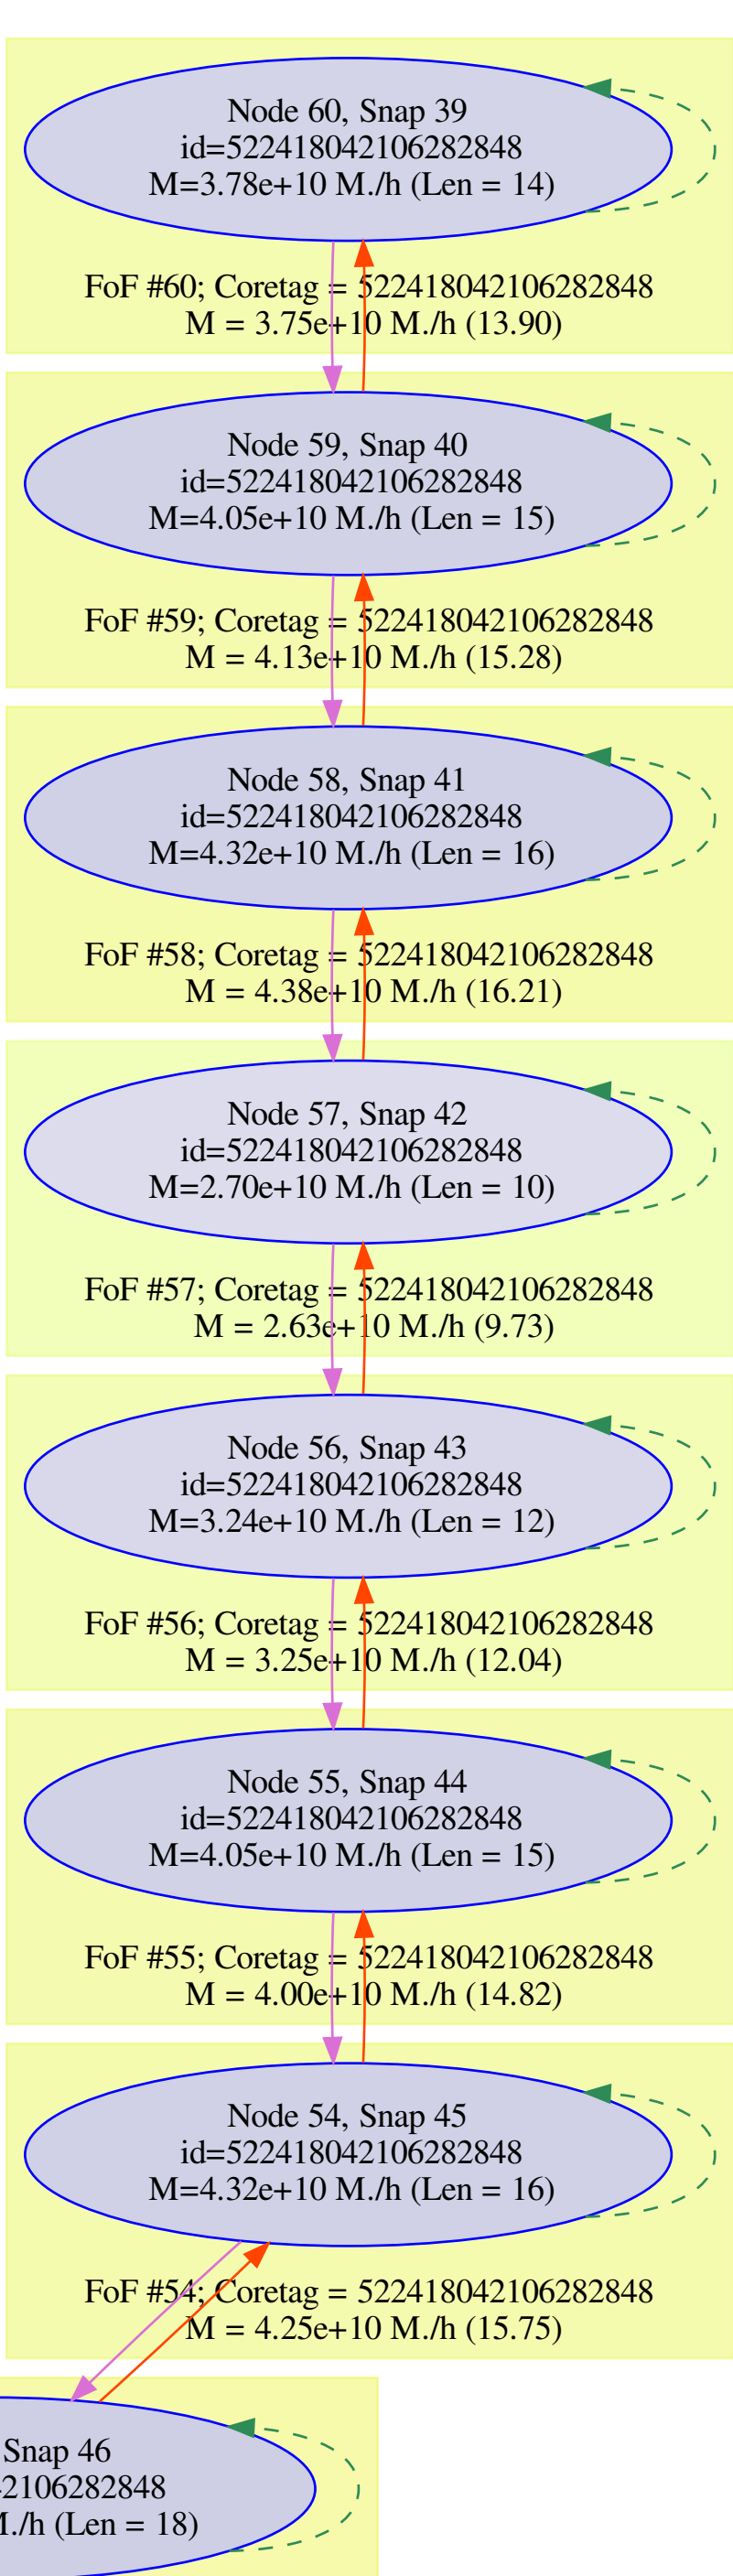 Node 60, Snap 39
id=522418042106282848
M=3.78e+10 M./h (Len = 14)
FoF #60; Coretag = 522418042106282848
M = 3.75e+10 M./h (13.90)
Node 59, Snap 40
id=522418042106282848
M=4.05e+10 M./h (Len = 15)
FoF #59; Coretag = 522418042106282848
M = 4.13e+10 M./h (15.28)
Node 58, Snap 41
id=522418042106282848
M=4.32e+10 M./h (Len = 16)
FoF #58; Coretag = 522418042106282848
M = 4.38e+10 M./h (16.21)
Node 57, Snap 42
id=522418042106282848
M=2.70e+10 M./h (Len = 10)
FoF #57; Coretag = 522418042106282848
M = 2.63e+10 M./h (9.73)
Node 56, Snap 43
id=522418042106282848
M=3.24e+10 M./h (Len = 12)
FoF #56; Coretag = 522418042106282848
M = 3.25e+10 M./h (12.04)
Node 55, Snap 44
id=522418042106282848
M=4.05e+10 M./h (Len = 15)
FoF #55; Coretag = 522418042106282848
M = 4.00e+10 M./h (14.82)
Node 54, Snap 45
id=522418042106282848
M=4.32e+10 M./h (Len = 16)
FoF #54; Coretag = 522418042106282848
M = 4.25e+10 M./h (15.75)
Snap 46
2106282848
./h (Len = 18)